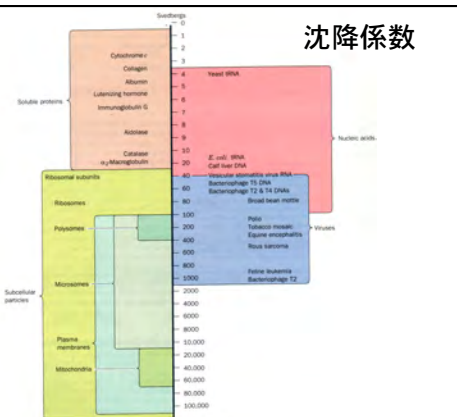 沈降係数
Svedbergs
0
1
2
3
4
5
6
7
8
9
10
20
40
60
80
100
200
400
600
800
1000
2000
4000
6000
8000
10,000
20,000
40,000
60,000
80,000
100,000
Soluble proteins
Cytochrome c
Collagen
Albumin
Luteinizing hormone
Immunoglobulin G
Aldolase
Catalase
α₂-Macroglobulin
Yeast tRNA
Nucleic acids
E. coli tRNA
Calf liver DNA
Vesicular stomatitis virus RNA
Bacteriophage T5 DNA
Bacteriophage T2 & T4 DNAs
Broad bean mottle
Polio
Tobacco mosaic
Equine encephalitis
Rous sarcoma
Feline leukemia
Bacteriophage T2
Viruses
Subcellular
particles
Ribosomal subunits
Ribosomes
Polysomes
Microsomes
Plasma
membranes
Mitochondria